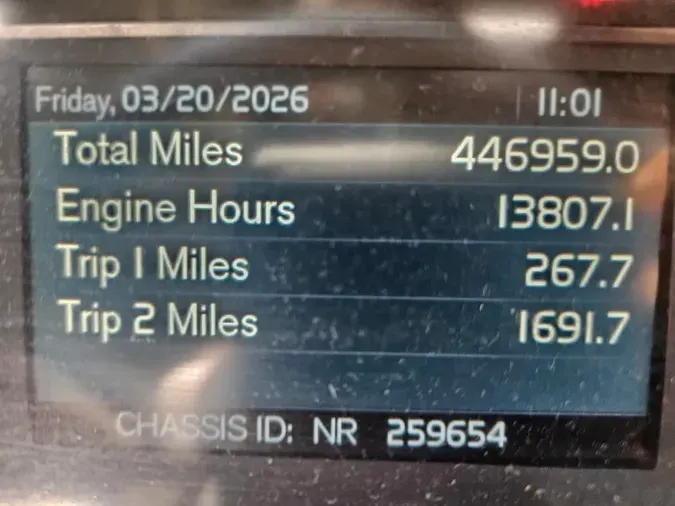 Friday, 03/20/2026 11:01
Total Miles 446959.0
Engine Hours 13807.1
Trip 1 Miles 267.7
Trip 2 Miles 1691.7
CHASSIS ID: NR 259654